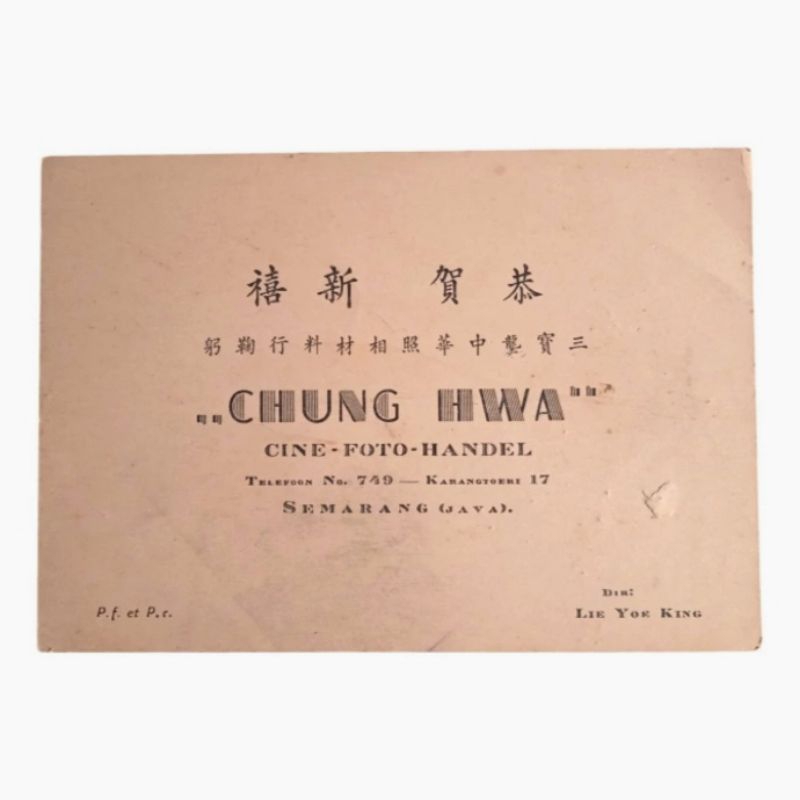 恭賀新禧
三寶壟中華照相材料行鞠躬
„CHUNG HWA”
CINE-FOTO-HANDEL
TELEFOON No. 749 — KARANGTOERI 17
SEMARANG (JAVA).
P.f. et P.c.
DIR:
LIE YOE KING